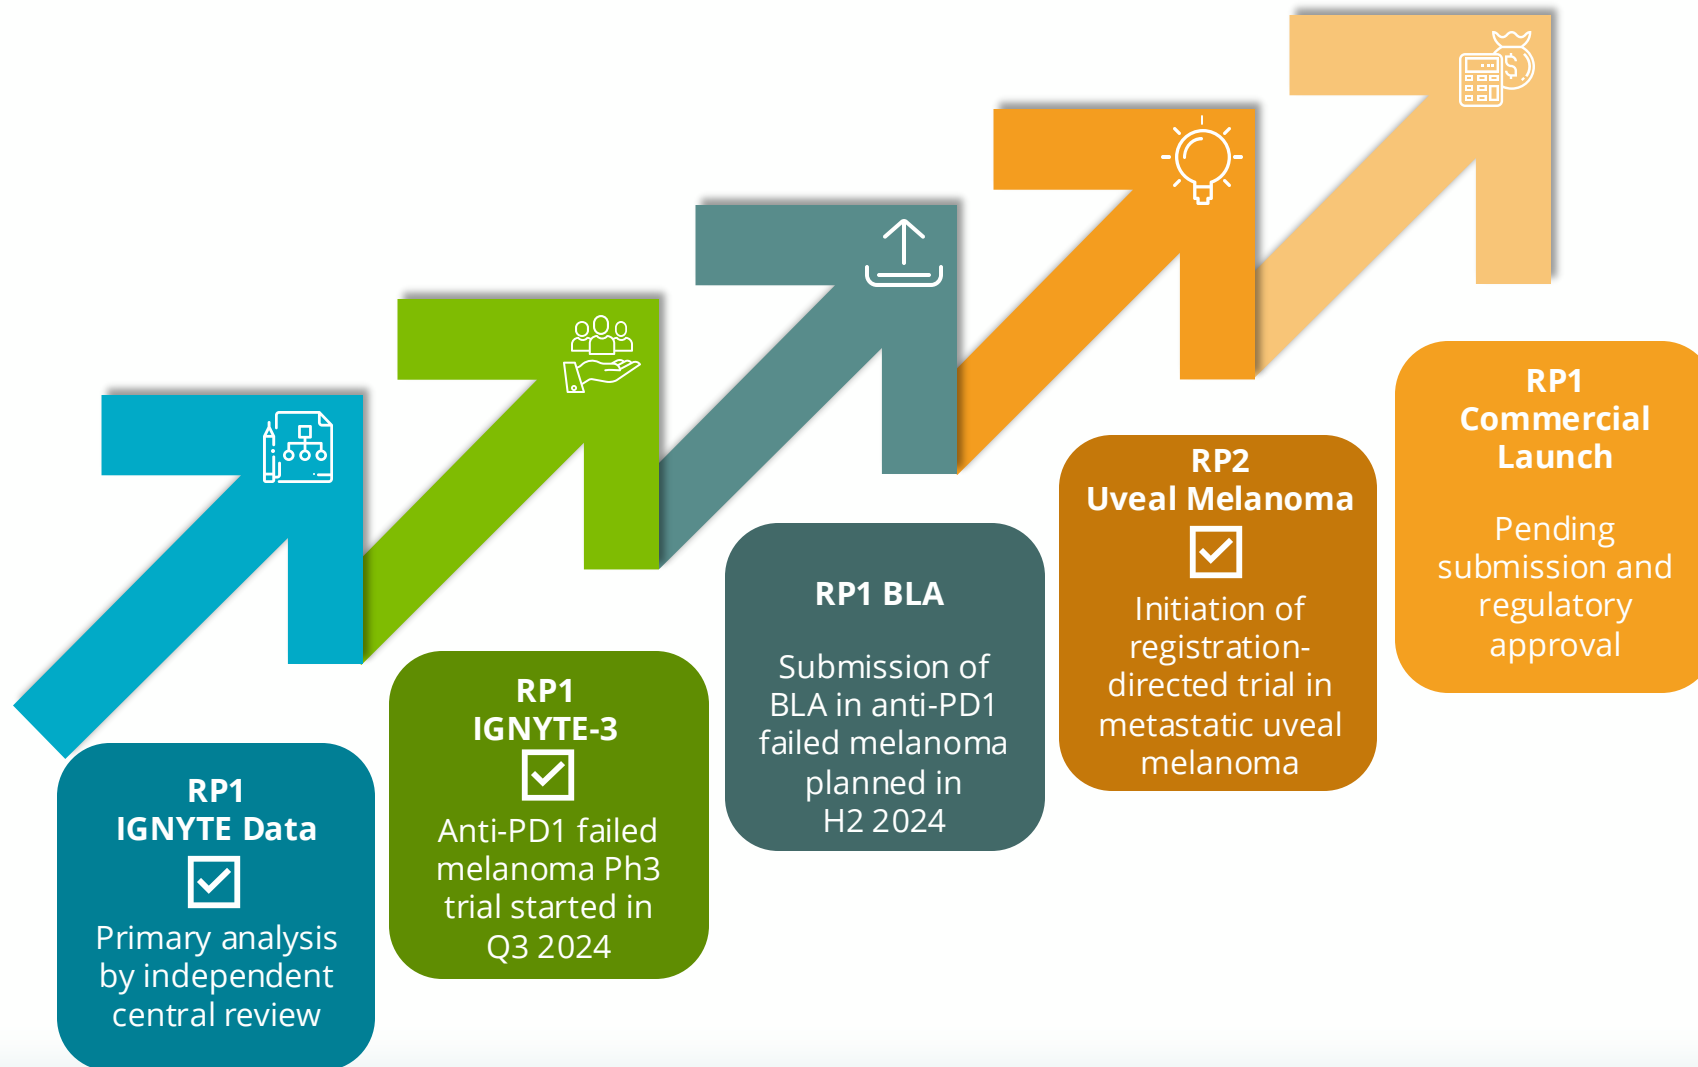 RP1
IGNYTE Data
Primary analysis
by independent
central review
RP1
IGNYTE-3
Anti-PD1 failed
melanoma Ph3
trial started in
Q3 2024
RP1 BLA
Submission of
BLA in anti-PD1
failed melanoma
planned in
H2 2024
RP2
Uveal Melanoma
Initiation of
registration-
directed trial in
metastatic uveal
melanoma
RP1
Commercial
Launch
Pending
submission and
regulatory
approval
$